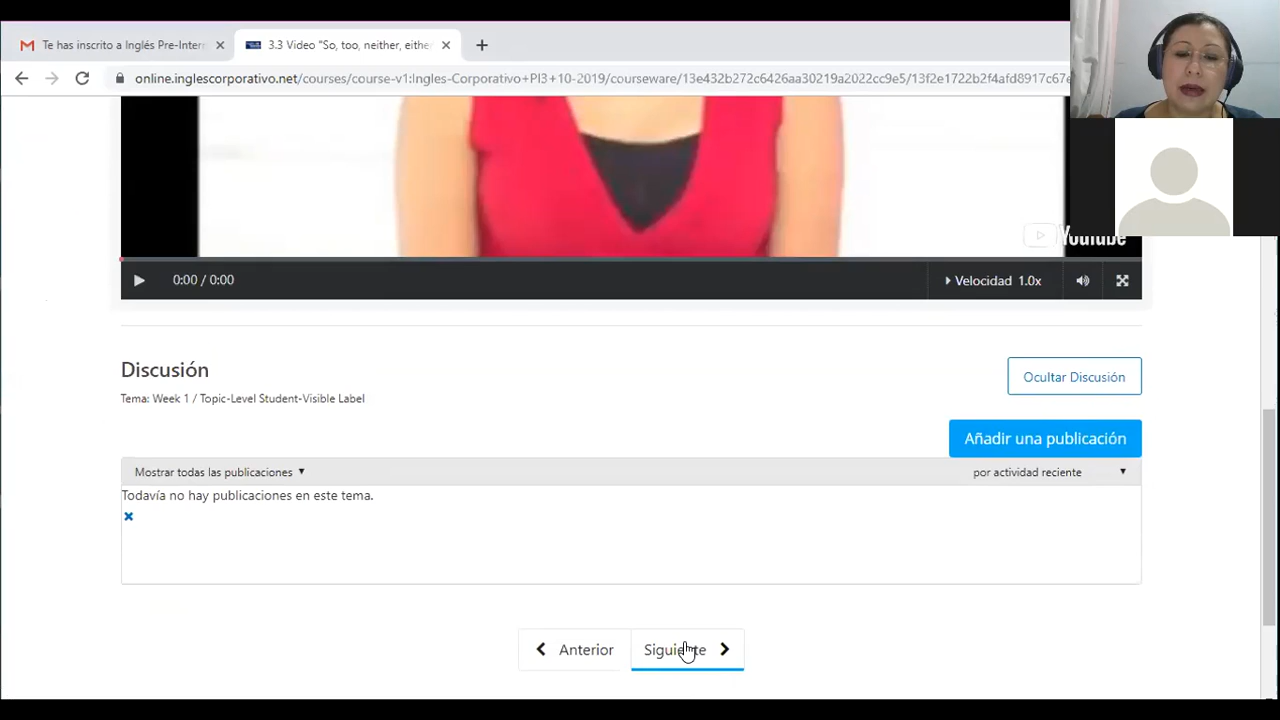 Te has inscrito a Inglés Pre-Inter
3.3 Video "So, too, neither, eithe
online.inglescorporativo.net/courses/course-v1:Ingles-Corporativo+PI3+10-2019/courseware/13e432b272c6426aa30219a2022cc9e5/13f2e1722b2f4afd8917c67e
YouTube
0:00 / 0:00
Velocidad 1.0x
Discusión
Ocultar Discusión
Tema: Week 1 / Topic-Level Student-Visible Label
Añadir una publicación
Mostrar todas las publicaciones
por actividad reciente
Todavía no hay publicaciones en este tema.
Anterior
Siguiente